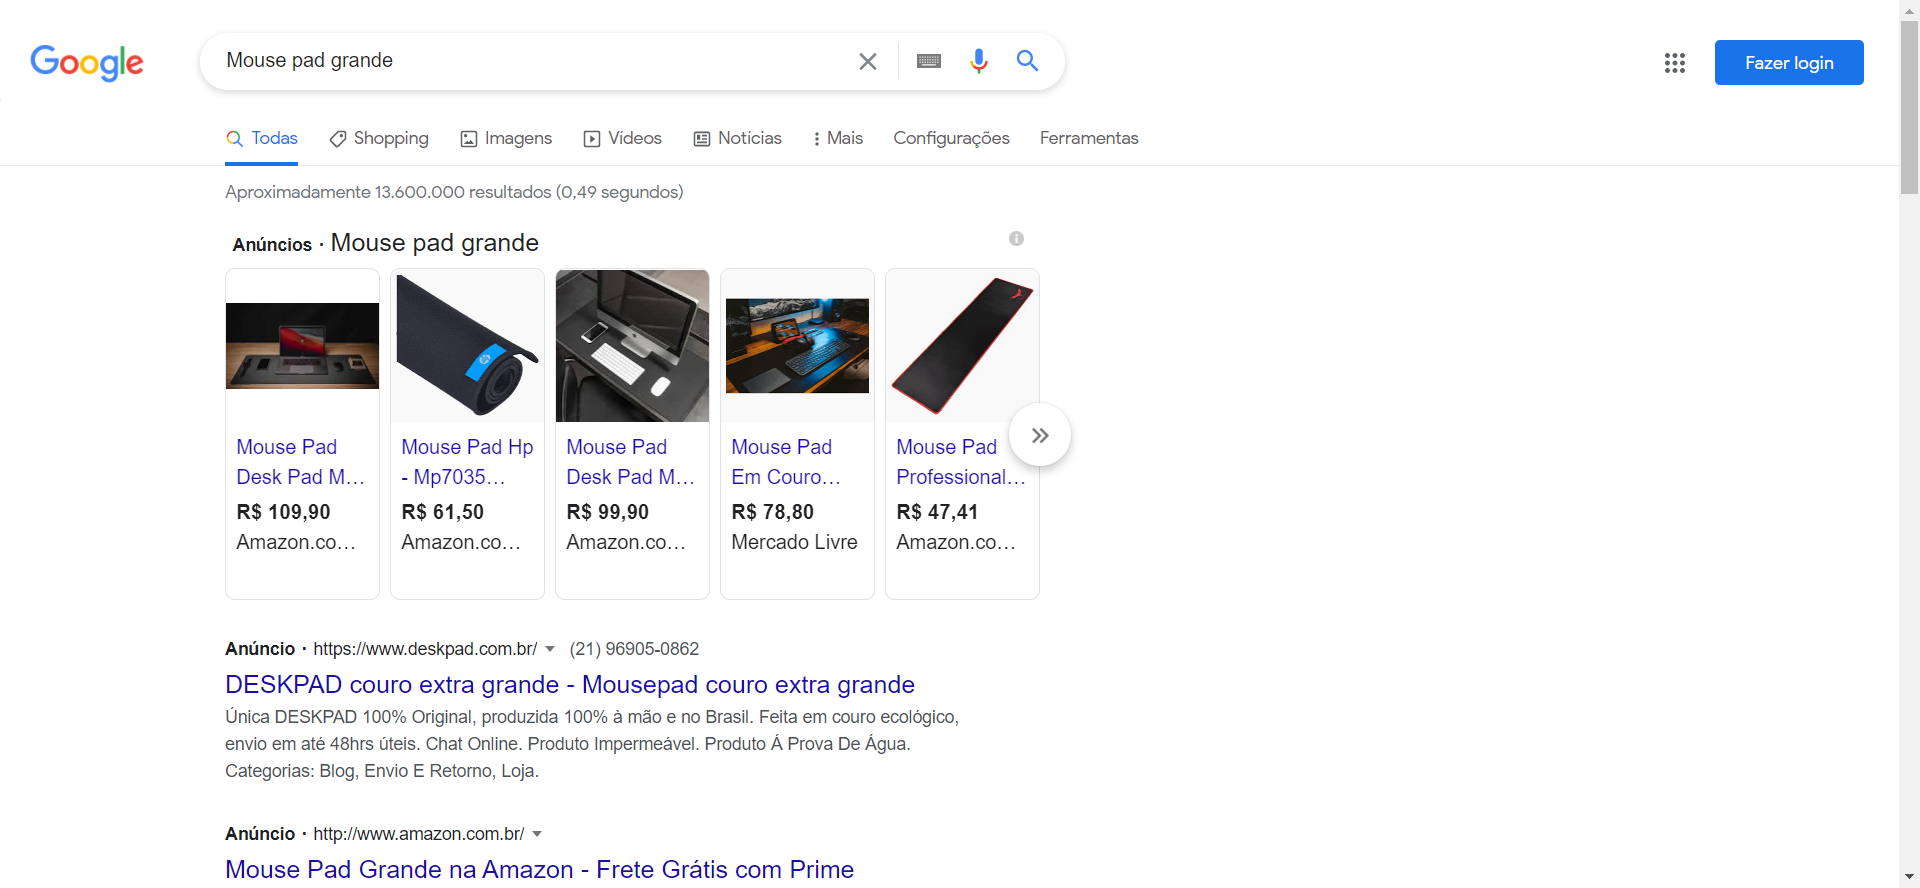 Google
Mouse pad grande
Fazer login
Todas
Shopping
Imagens
Vídeos
Notícias
Mais
Configurações
Ferramentas
Aproximadamente 13.600.000 resultados (0,49 segundos)
Anúncios · Mouse pad grande
Mouse Pad
Desk Pad M...
R$ 109,90
Amazon.co...
Mouse Pad Hp
- Mp7035...
R$ 61,50
Amazon.co...
Mouse Pad
Desk Pad M...
R$ 99,90
Amazon.co...
Mouse Pad
Em Couro...
R$ 78,80
Mercado Livre
Mouse Pad
Professional...
R$ 47,41
Amazon.co...
Anúncio · https://www.deskpad.com.br/ (21) 96905-0862
DESKPAD couro extra grande - Mousepad couro extra grande
Única DESKPAD 100% Original, produzida 100% à mão e no Brasil. Feita em couro ecológico,
envio em até 48hrs úteis. Chat Online. Produto Impermeável. Produto Á Prova De Água.
Categorias: Blog, Envio E Retorno, Loja.
Anúncio · http://www.amazon.com.br/
Mouse Pad Grande na Amazon - Frete Grátis com Prime